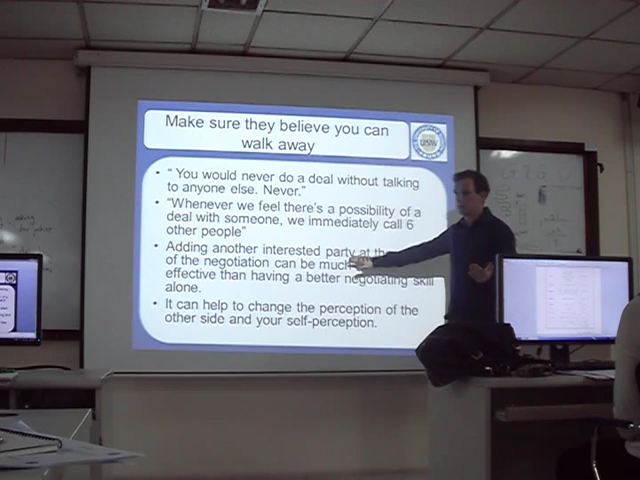 Make sure they believe you can
walk away
• " You would never do a deal without talking
to anyone else. Never."
• "Whenever we feel there's a possibility of a
deal with someone, we immediately call 6
other people"
• Adding another interested party at
of the negotiation can be much
effective than having a better negotiating skill
alone.
• It can help to change the perception of the
other side and your self-perception.